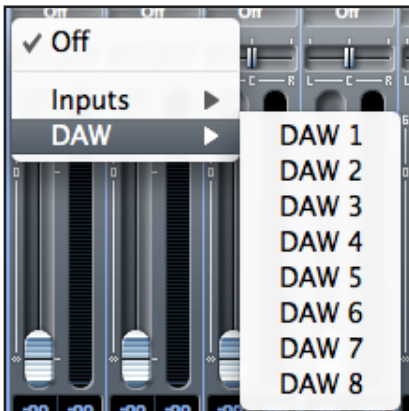 Off
Inputs
DAW
DAW 1
DAW 2
DAW 3
DAW 4
DAW 5
DAW 6
DAW 7
DAW 8
L C R
L C R
-∞ -∞ -∞ -∞ -∞